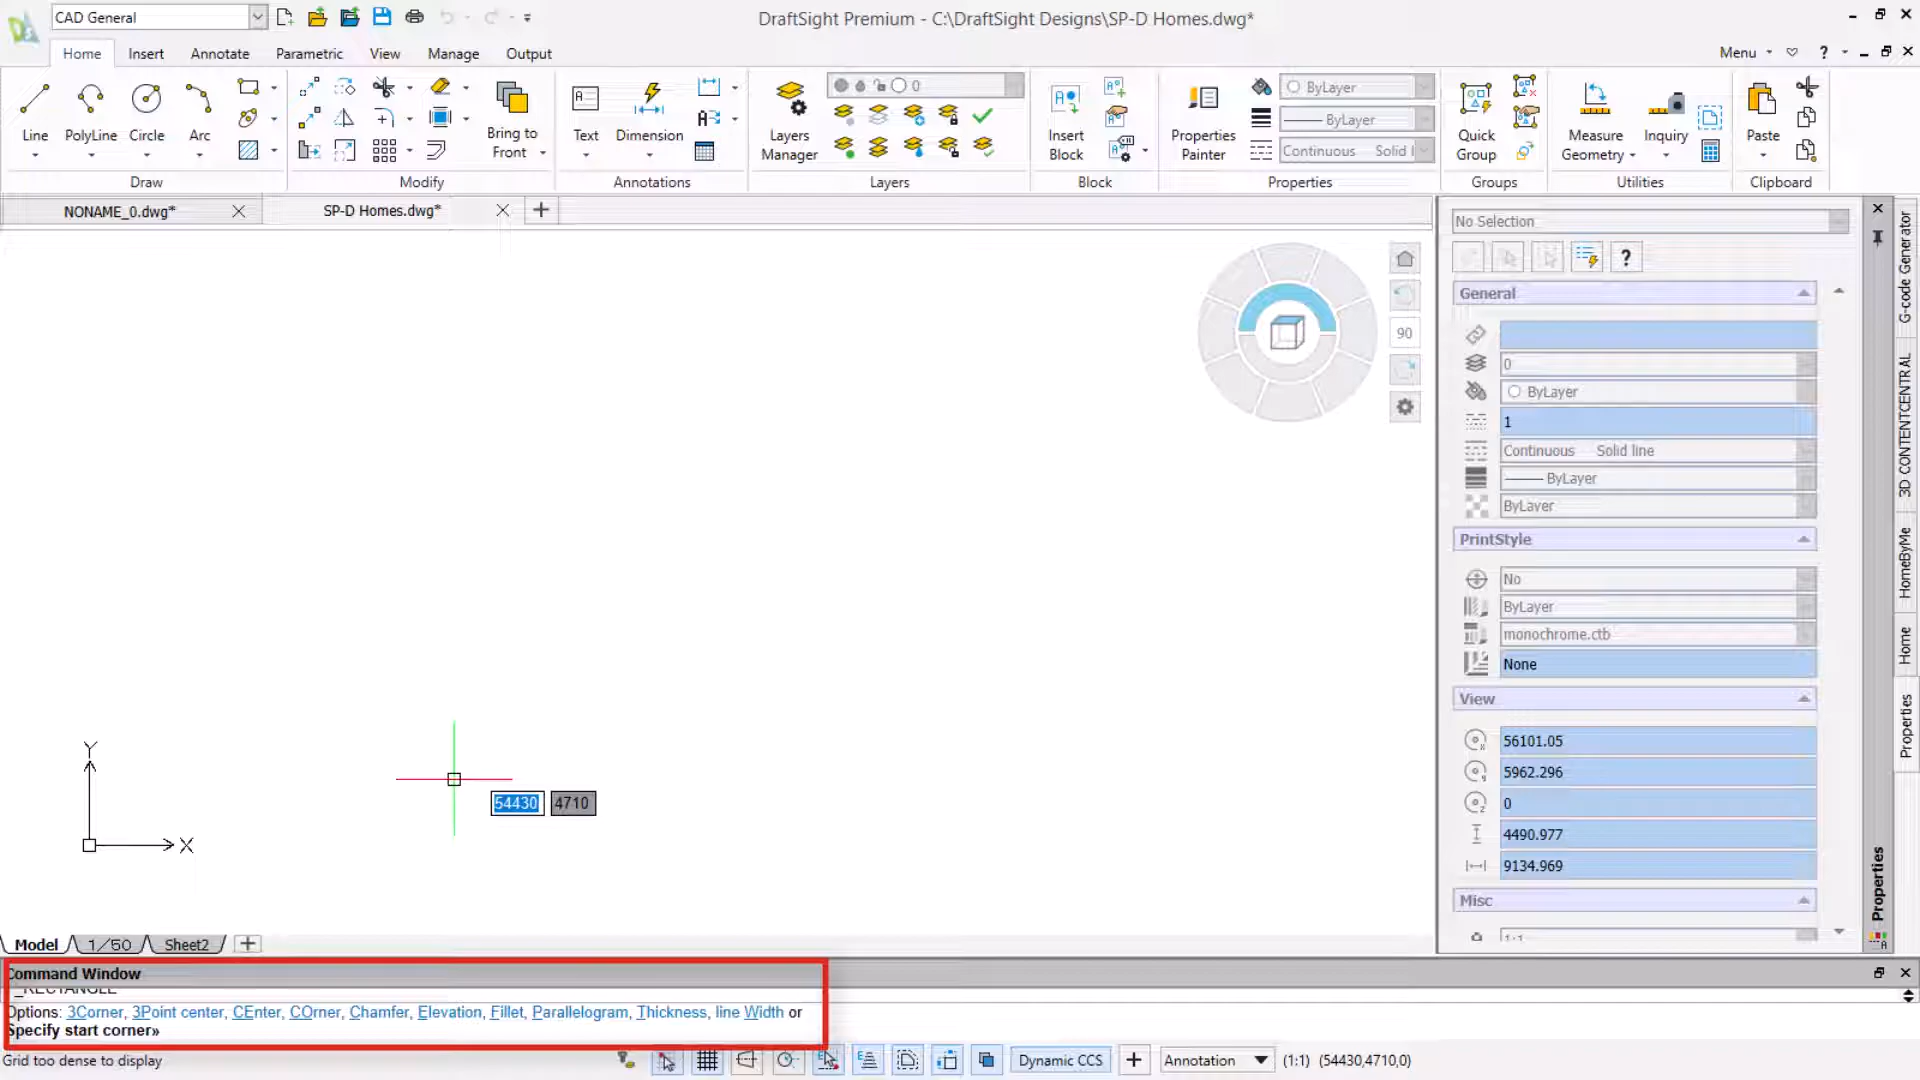 CAD General
DraftSight Premium - C:\DraftSight Designs\SP-D Homes.dwg*
Home Insert Annotate Parametric View Manage Output
Menu ?
Line PolyLine Circle Arc
Draw
Bring to Front
Modify
Text Dimension
Annotations
Layers Manager
0
Layers
Insert Block
Block
Properties Painter
ByLayer
ByLayer
Continuous Solid l
Properties
Quick Group
Groups
Measure Geometry Inquiry
Utilities
Paste
Clipboard
NONAME_0.dwg*
SP-D Homes.dwg*
90
No Selection
?
General
0
ByLayer
1
Continuous Solid line
ByLayer
ByLayer
PrintStyle
No
ByLayer
monochrome.ctb
None
View
56101.05
5962.296
0
4490.977
9134.969
Misc
1:1
G-code Generator
3D CONTENTCENTRAL
HomeByMe
Home
Properties
Properties
Y
X
54430 4710
Model 1/50 Sheet2
Command Window
_RECTANGLE
Options: 3Corner, 3Point center, CEnter, COrner, Chamfer, Elevation, Fillet, Parallelogram, Thickness, line Width or
Specify start corner»
Grid too dense to display
Dynamic CCS
Annotation
(1:1) (54430,4710,0)